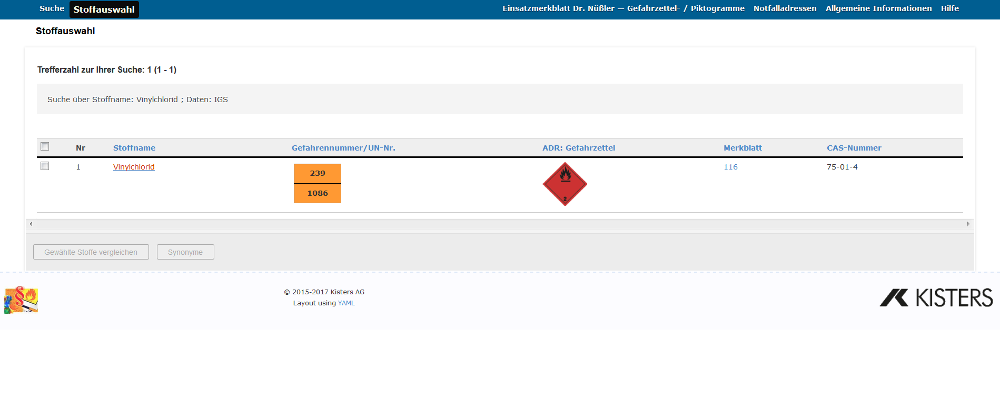 Suche Stoffauswahl Einsatzmerkblatt Dr. Nüßler — Gefahrzettel- / Piktogramme Notfalladressen Allgemeine Informationen Hilfe
Stoffauswahl
Trefferzahl zur Ihrer Suche: 1 (1 - 1)
Suche über Stoffname: Vinylchlorid ; Daten: IGS
Nr Stoffname Gefahrennummer/UN-Nr. ADR: Gefahrzettel Merkblatt CAS-Nummer
1 Vinylchlorid 239 116 75-01-4
1086
2
Gewählte Stoffe vergleichen Synonyme
§
© 2015-2017 Kisters AG
Layout using YAML
KISTERS